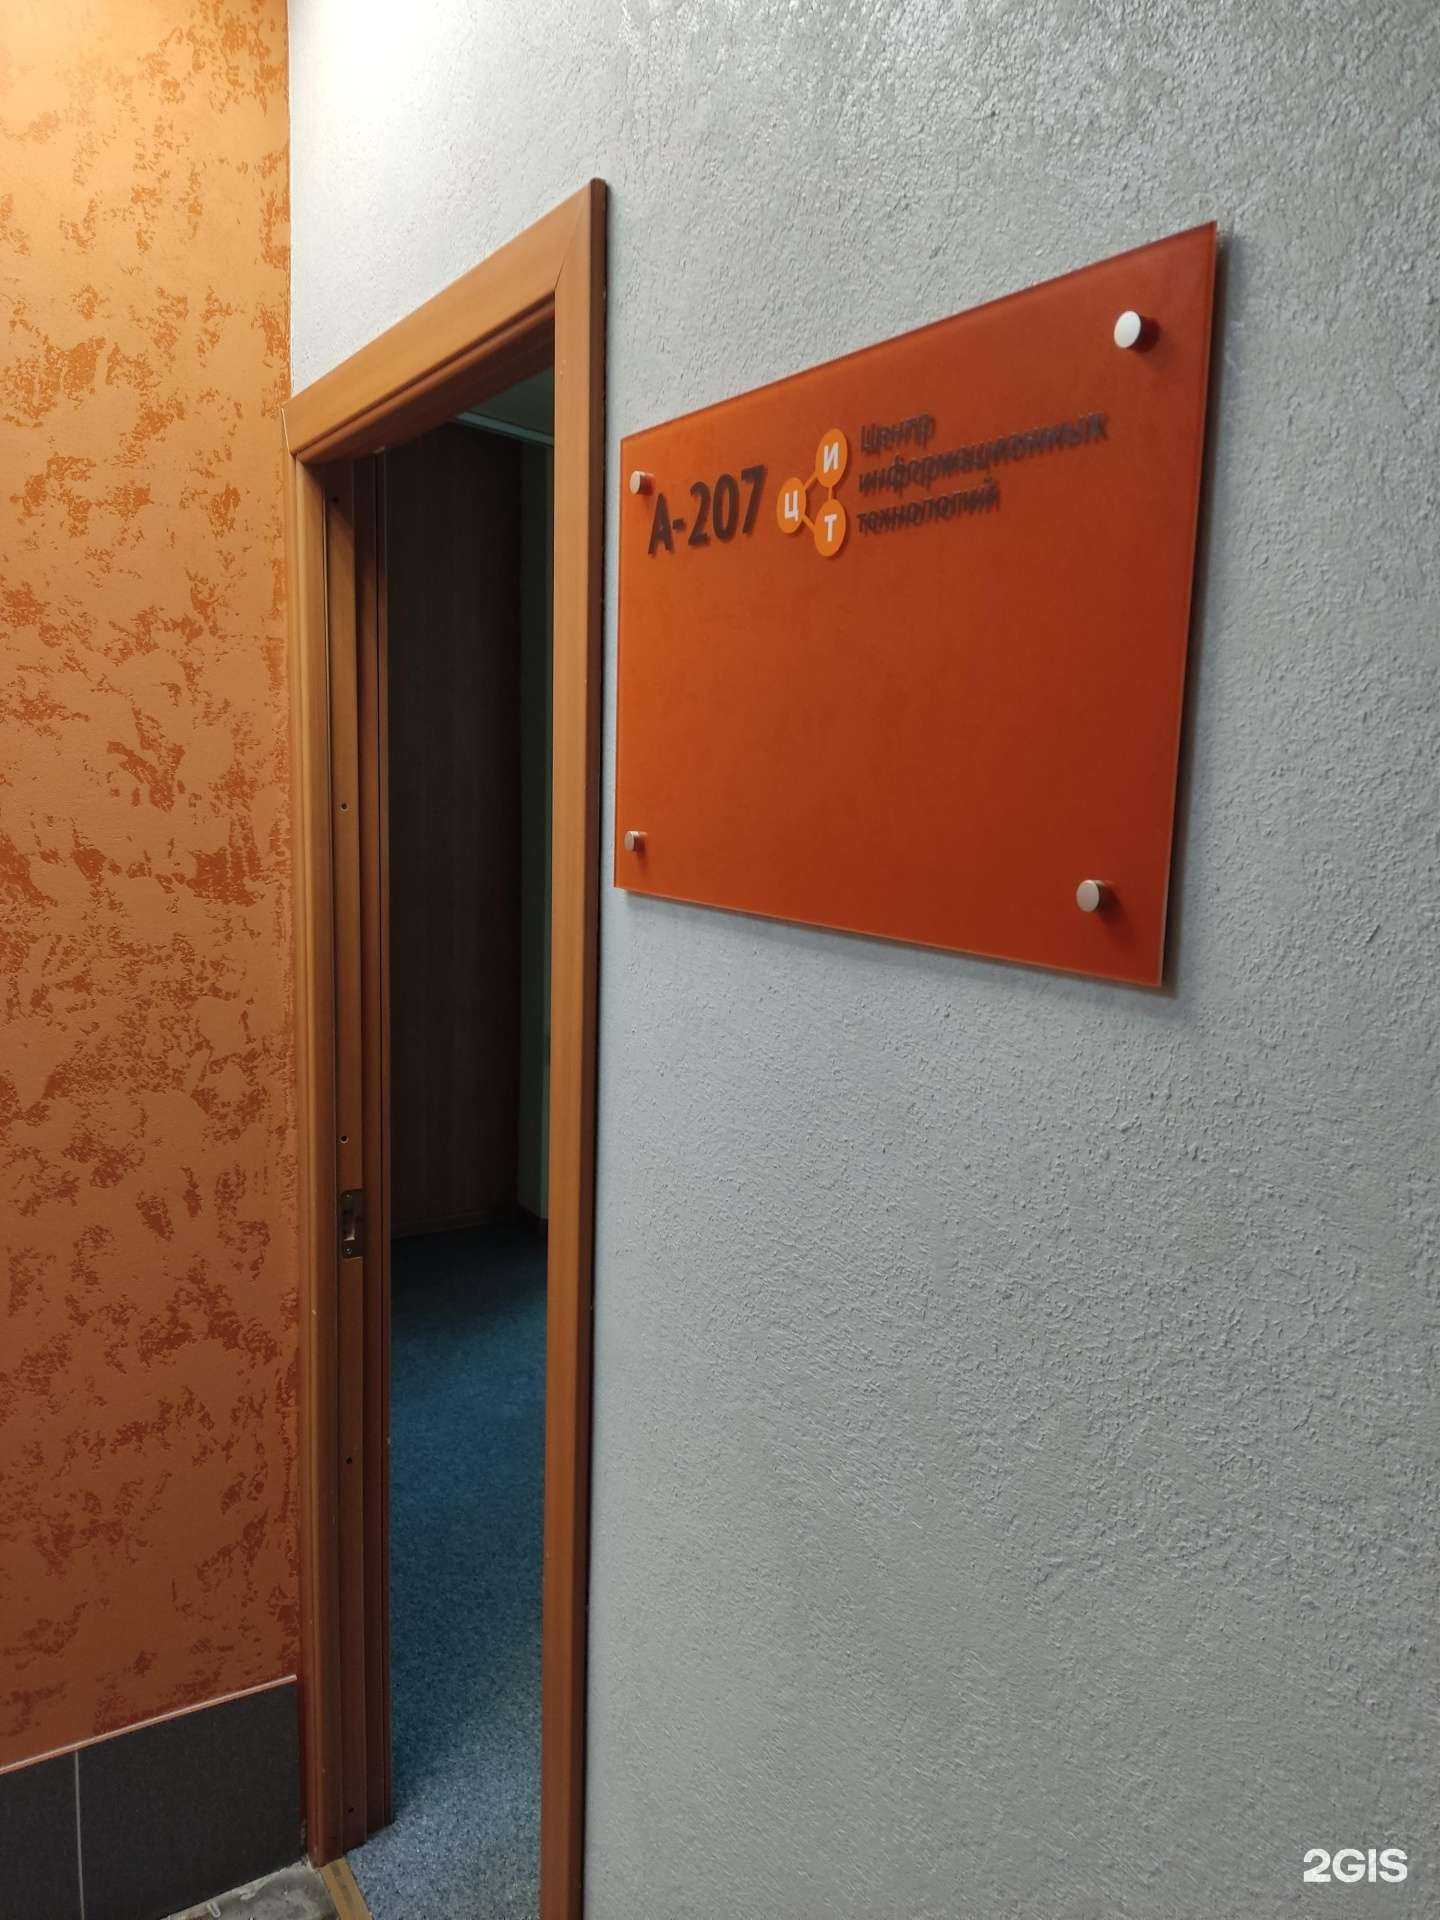 А-207
Ц И Т
Центр
информационных
технологий
2GIS